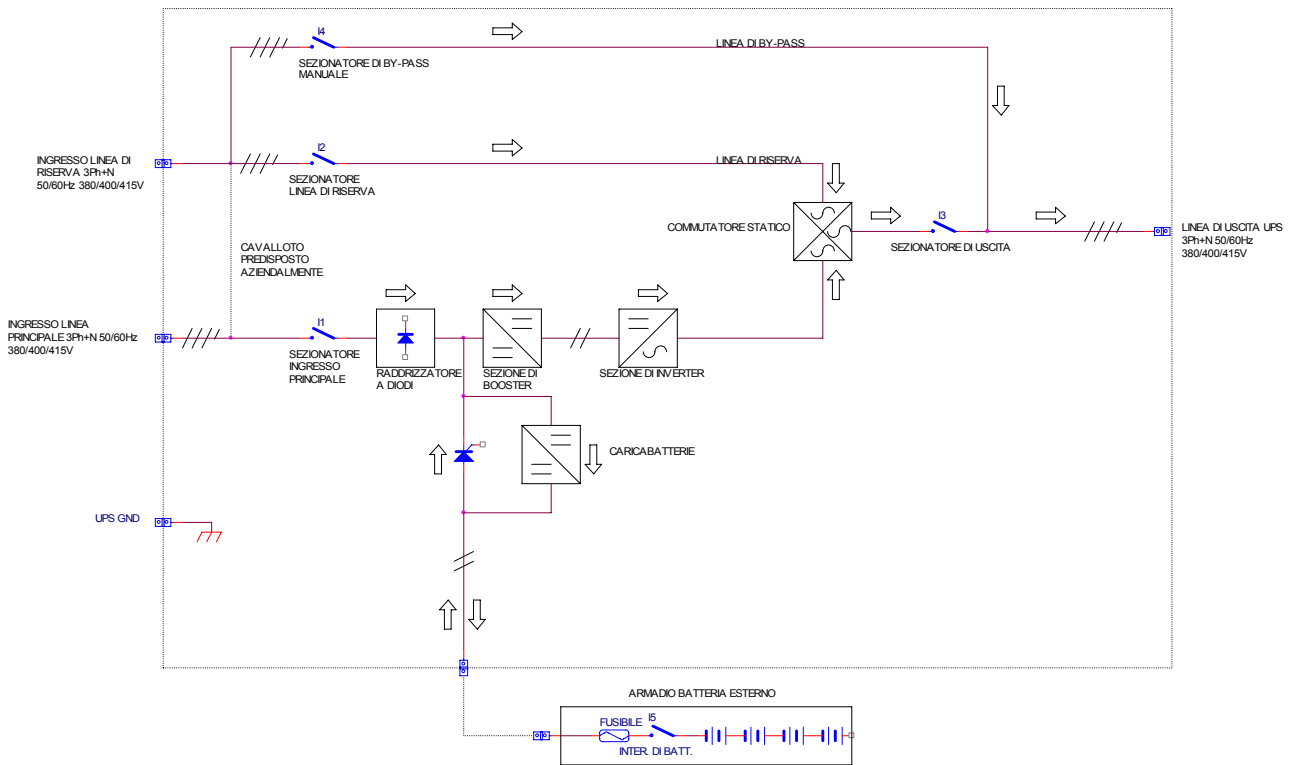 I4
LINEA DI BY-PASS
SEZIONATORE DI BY-PASS
MANUALE
I2
INGRESSO LINEA DI
RISERVA 3Ph+N
50/60Hz 380/400/415V
LINEA DI RISERVA
SEZIONATORE
LINEA DI RISERVA
COMMUTATORE STATICO
I3
SEZIONATORE DI USCITA
LINEA DI USCITA UPS
3Ph+N 50/60Hz
380/400/415V
CAVALLOTO
PREDISPOSTO
AZIENDALMENTE
INGRESSO LINEA
PRINCIPALE 3Ph+N 50/60Hz
380/400/415V
I1
SEZIONATORE
INGRESSO
PRINCIPALE
RADDRIZZATORE
A DIODI
SEZIONE DI
BOOSTER
SEZIONE DI INVERTER
CARICABATTERIE
UPS GND
ARMADIO BATTERIA ESTERNO
FUSIBILE
I5
INTER. DI BATT.